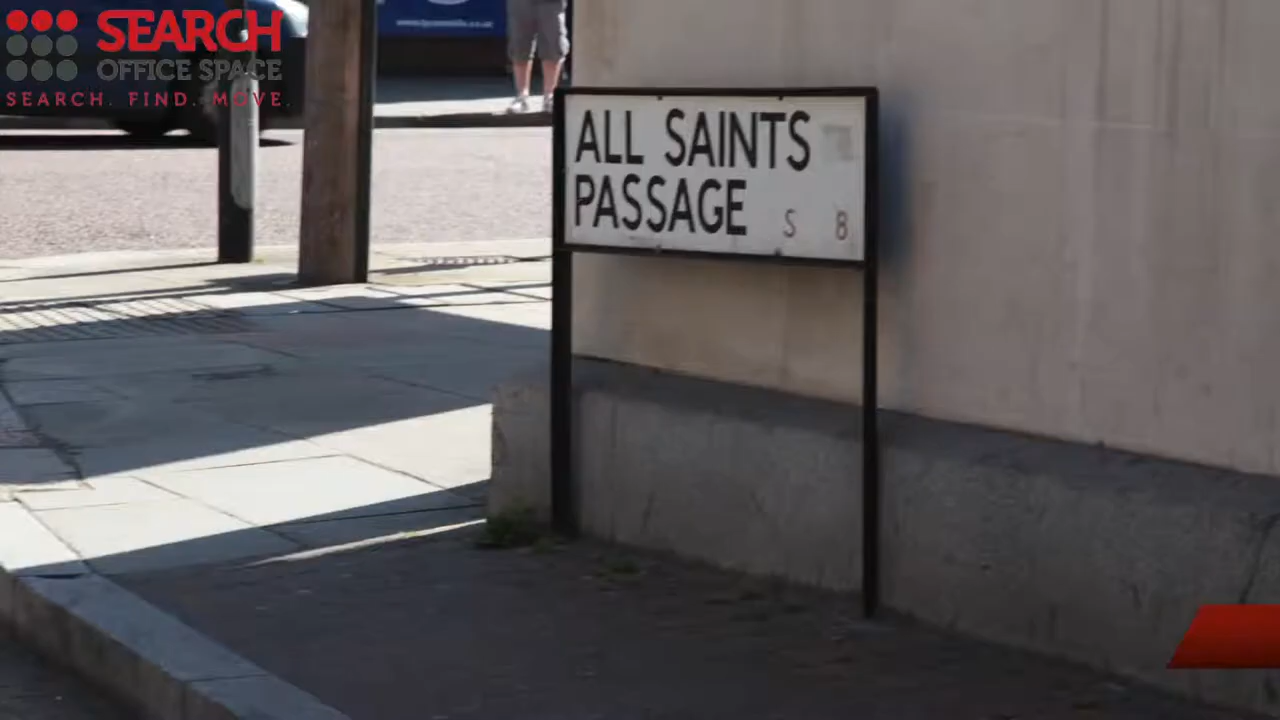 SEARCH
OFFICE SPACE
SEARCH. FIND. MOVE.
ALL SAINTS
PASSAGE S 8